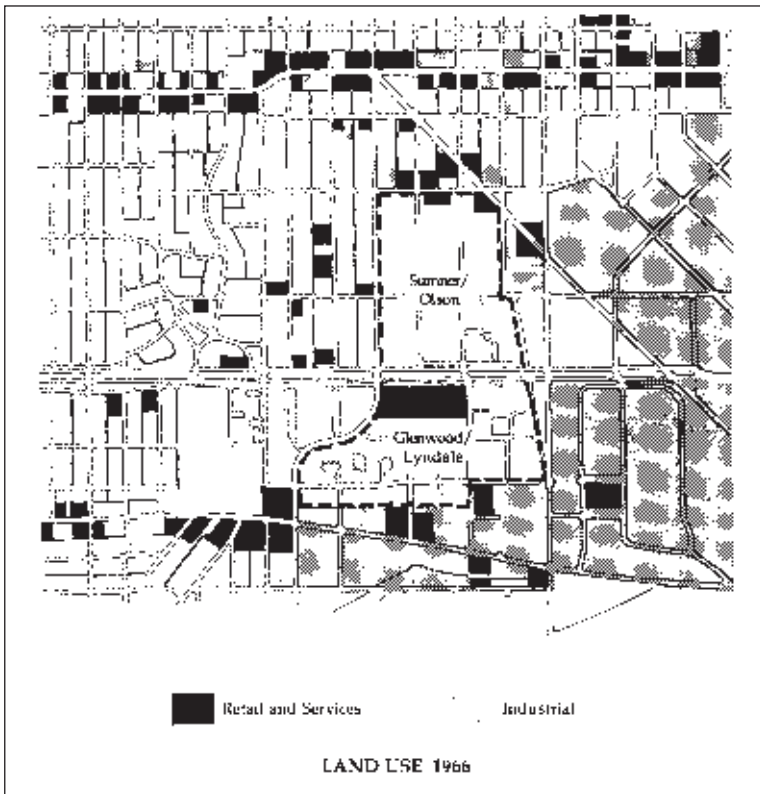 Sumner/
Olson
Glenwood/
Lyndale
Retail and Services
Industrial
LAND USE 1966